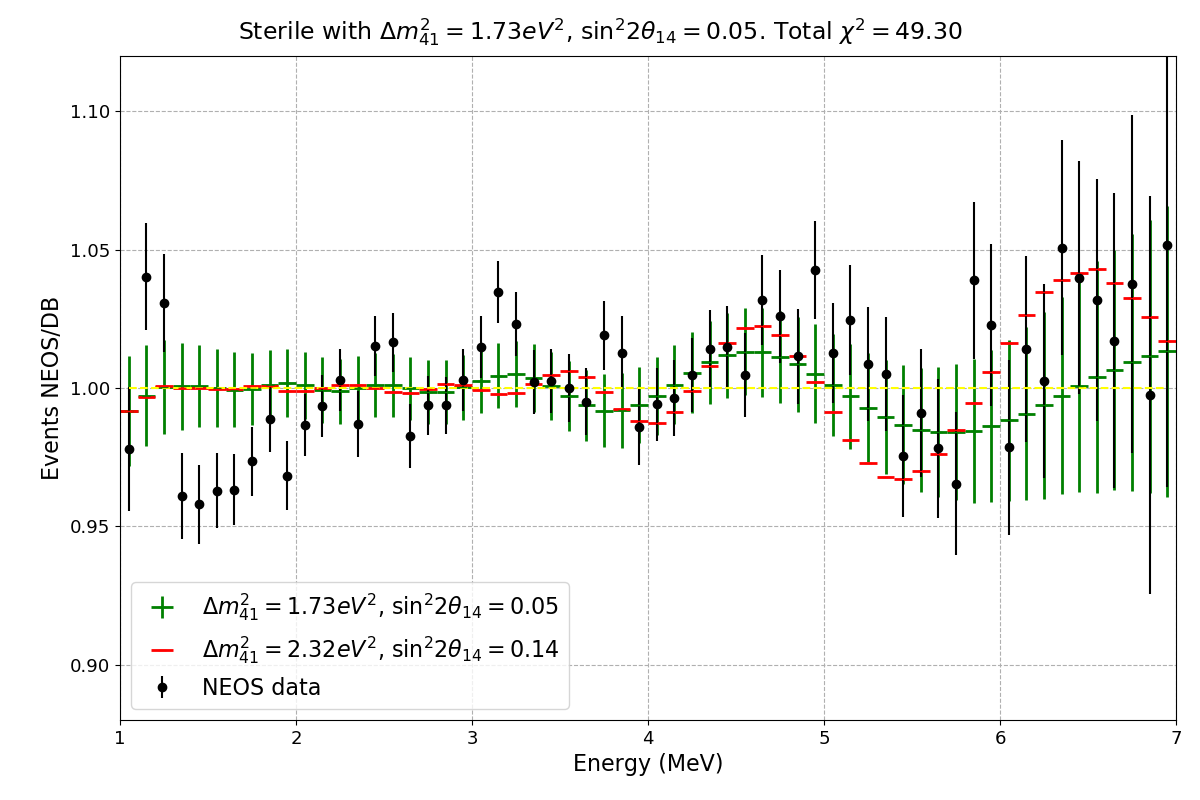 Sterile with Δm²₄₁ = 1.73eV², sin²2θ₁₄ = 0.05. Total χ² = 49.30
Events NEOS/DB
1.10
1.05
1.00
0.95
0.90
Δm²₄₁ = 1.73eV², sin²2θ₁₄ = 0.05
Δm²₄₁ = 2.32eV², sin²2θ₁₄ = 0.14
NEOS data
1 2 3 4 5 6 7
Energy (MeV)